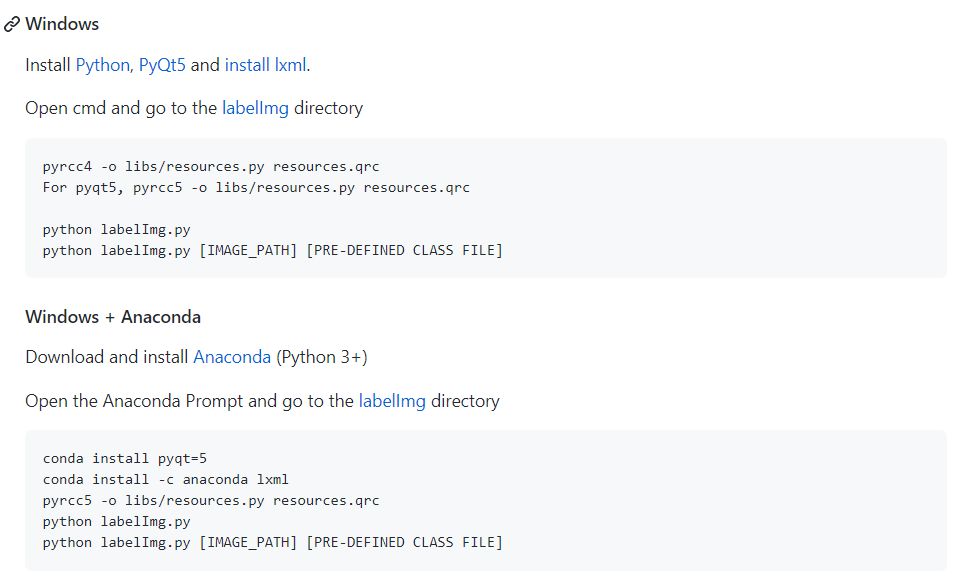 Windows
Install Python, PyQt5 and install lxml.
Open cmd and go to the labelImg directory
pyrcc4 -o libs/resources.py resources.qrc
For pyqt5, pyrcc5 -o libs/resources.py resources.qrc
python labelImg.py
python labelImg.py [IMAGE_PATH] [PRE-DEFINED CLASS FILE]
Windows + Anaconda
Download and install Anaconda (Python 3+)
Open the Anaconda Prompt and go to the labelImg directory
conda install pyqt=5
conda install -c anaconda lxml
pyrcc5 -o libs/resources.py resources.qrc
python labelImg.py
python labelImg.py [IMAGE_PATH] [PRE-DEFINED CLASS FILE]